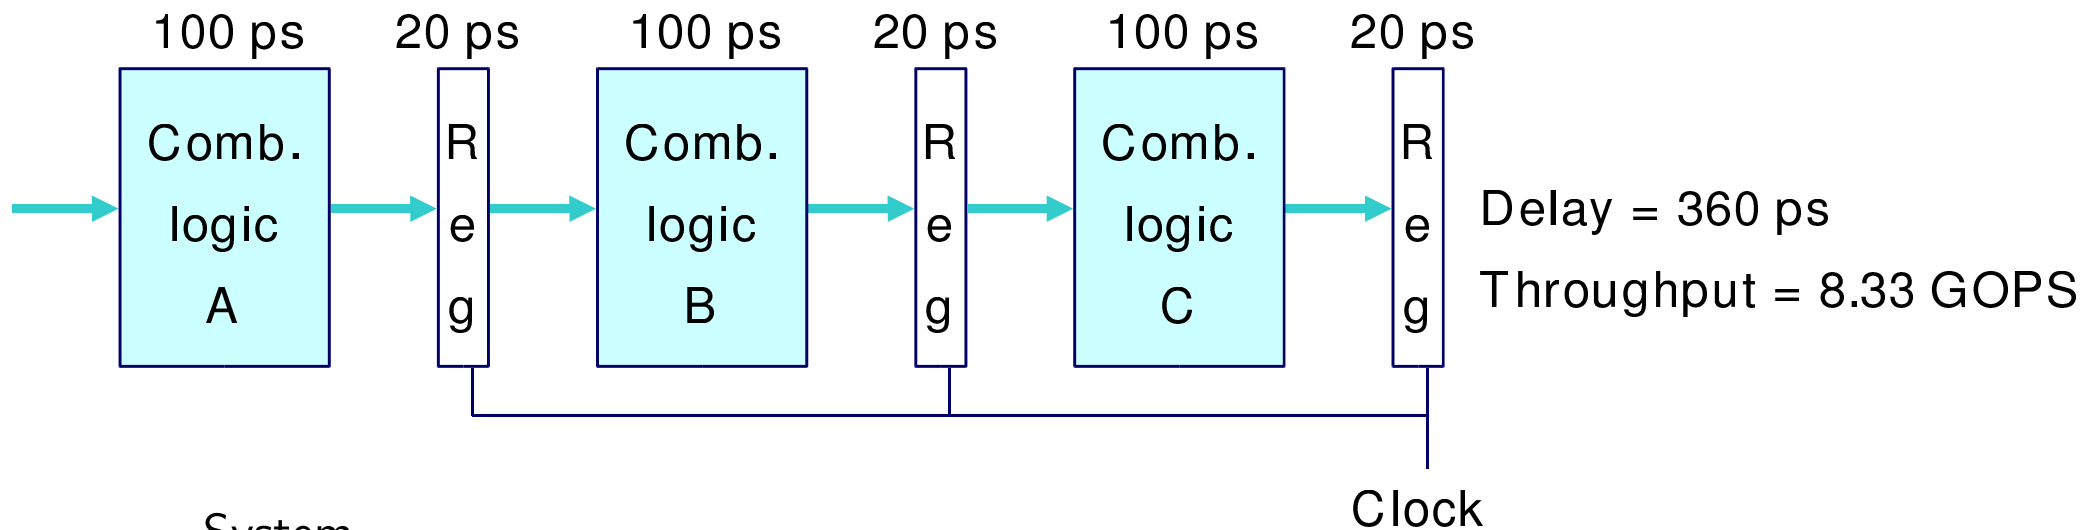 100 ps 20 ps 100 ps 20 ps 100 ps 20 ps
Comb.
logic
A
R
e
g
Comb.
logic
B
R
e
g
Comb.
logic
C
R
e
g
Delay = 360 ps
Throughput = 8.33 GOPS
Clock
System